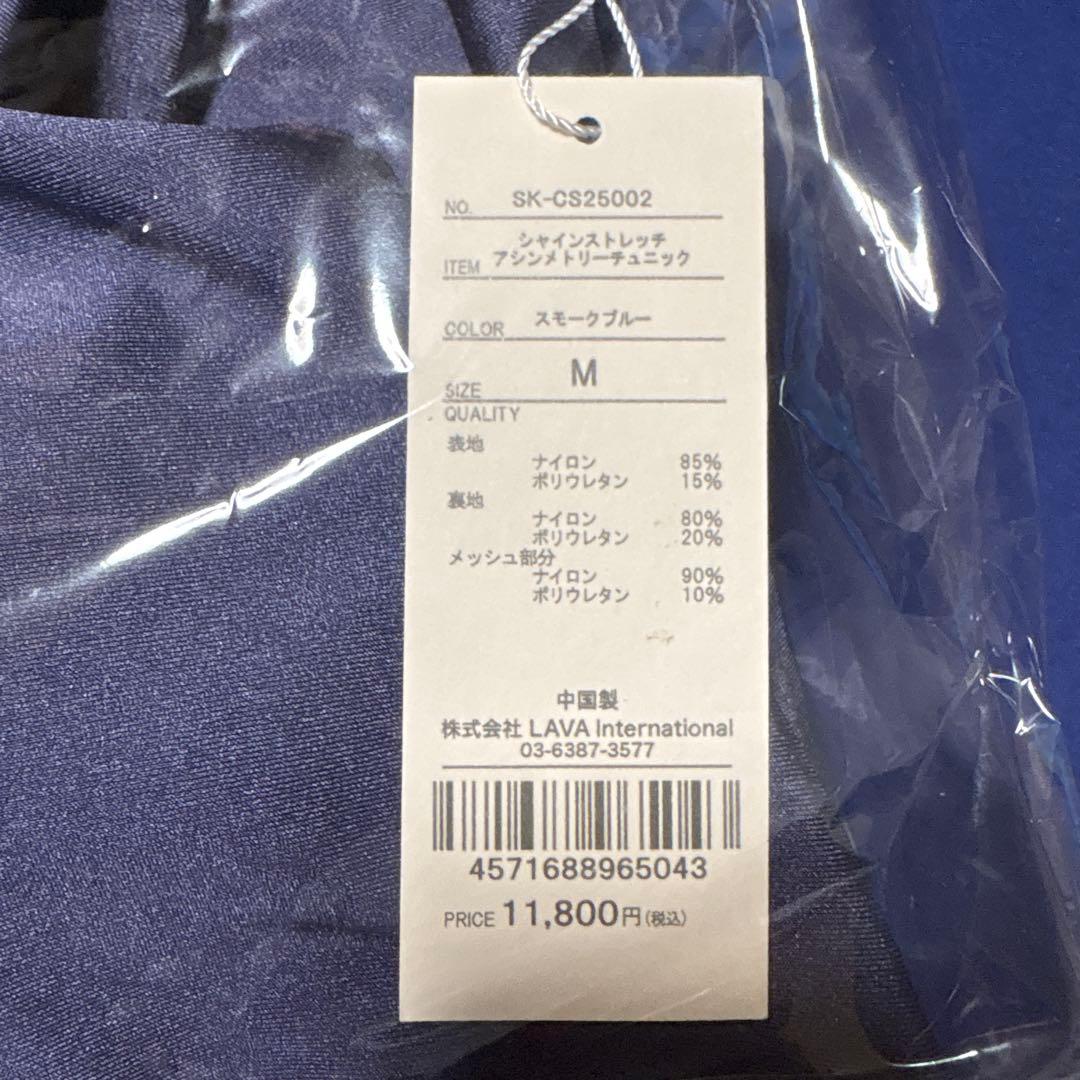 NO. SK-CS25002
シャインストレッチ
ITEM アシンメトリーチュニック
COLOR スモークブルー
SIZE M
QUALITY
表地
ナイロン 85%
ポリウレタン 15%
裏地
ナイロン 80%
ポリウレタン 20%
メッシュ部分
ナイロン 90%
ポリウレタン 10%
中国製
株式会社 LAVA International
03-6387-3577
4571688965043
PRICE 11,800円(税込)